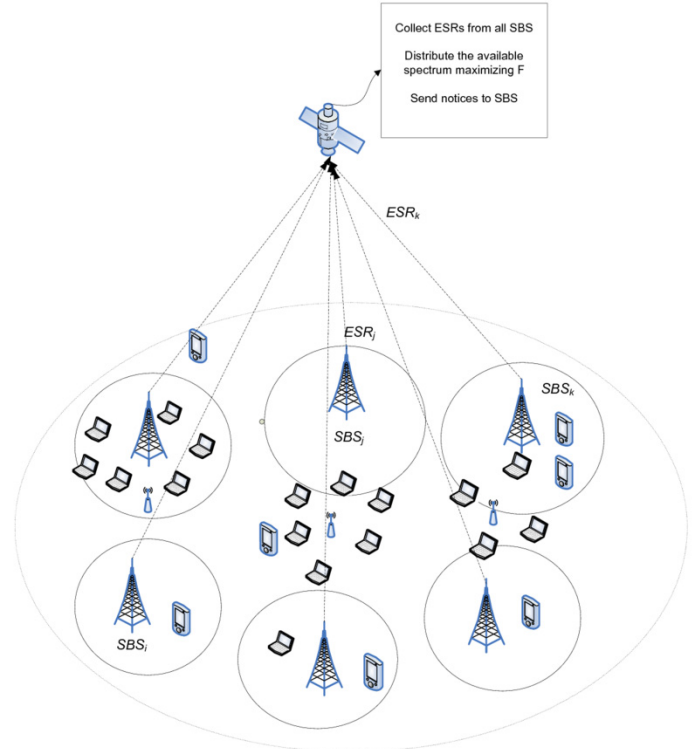 Collect ESRs from all SBS
Distribute the available
spectrum maximizing F
Send notices to SBS
ESRk
ESRj
SBSk
SBSj
SBSi